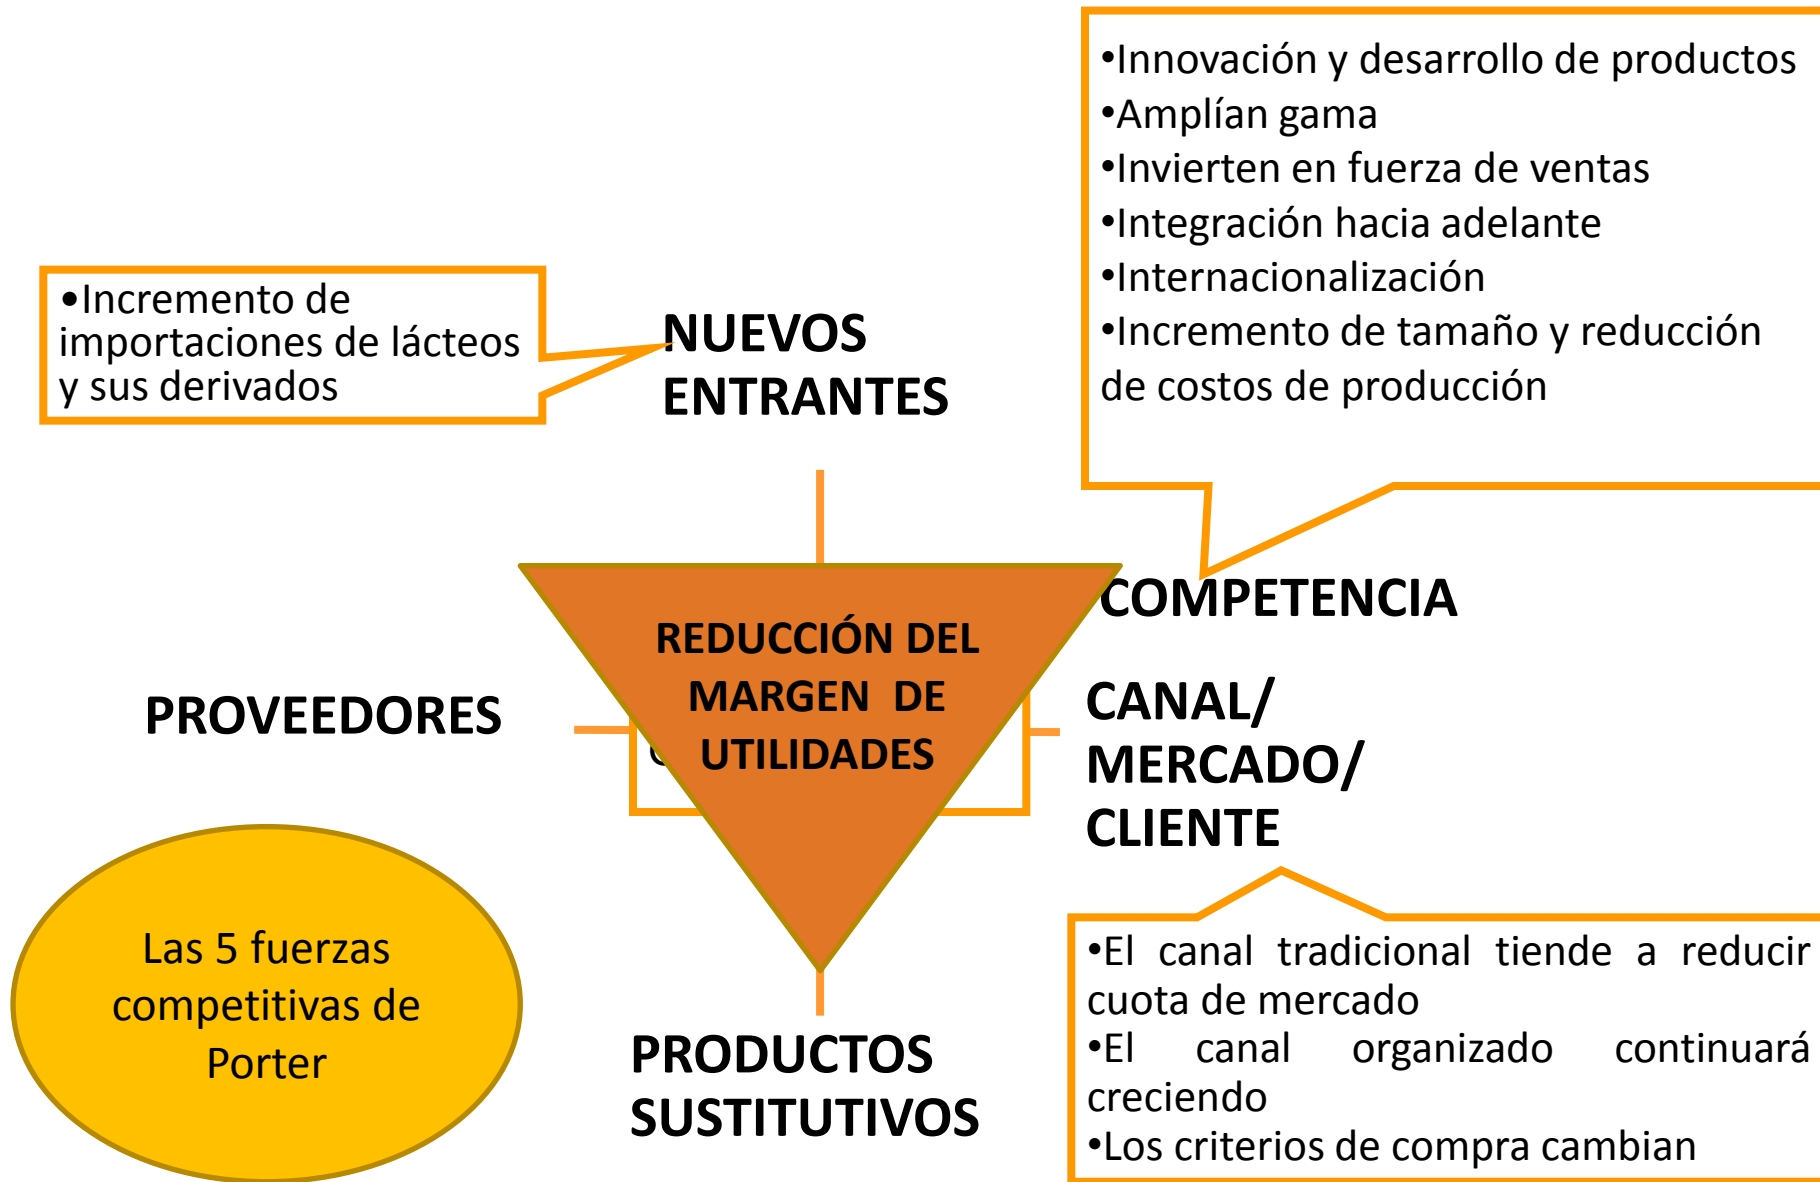 •Innovación y desarrollo de productos
•Amplían gama
•Invierten en fuerza de ventas
•Integración hacia adelante
•Internacionalización
•Incremento de tamaño y reducción
de costos de producción
•Incremento de
importaciones de lácteos
y sus derivados
NUEVOS
ENTRANTES
COMPETENCIA
REDUCCIÓN DEL
MARGEN DE
UTILIDADES
PROVEEDORES
CANAL/
MERCADO/
CLIENTE
Las 5 fuerzas
competitivas de
Porter
PRODUCTOS
SUSTITUTIVOS
•El canal tradicional tiende a reducir
cuota de mercado
•El canal organizado continuará
creciendo
•Los criterios de compra cambian